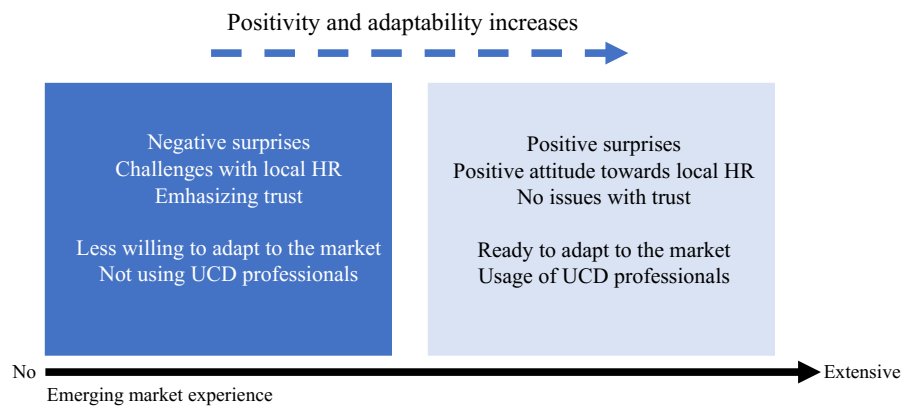 Positivity and adaptability increases
Negative surprises
Challenges with local HR
Emhasizing trust
Less willing to adapt to the market
Not using UCD professionals
Positive surprises
Positive attitude towards local HR
No issues with trust
Ready to adapt to the market
Usage of UCD professionals
No
Extensive
Emerging market experience